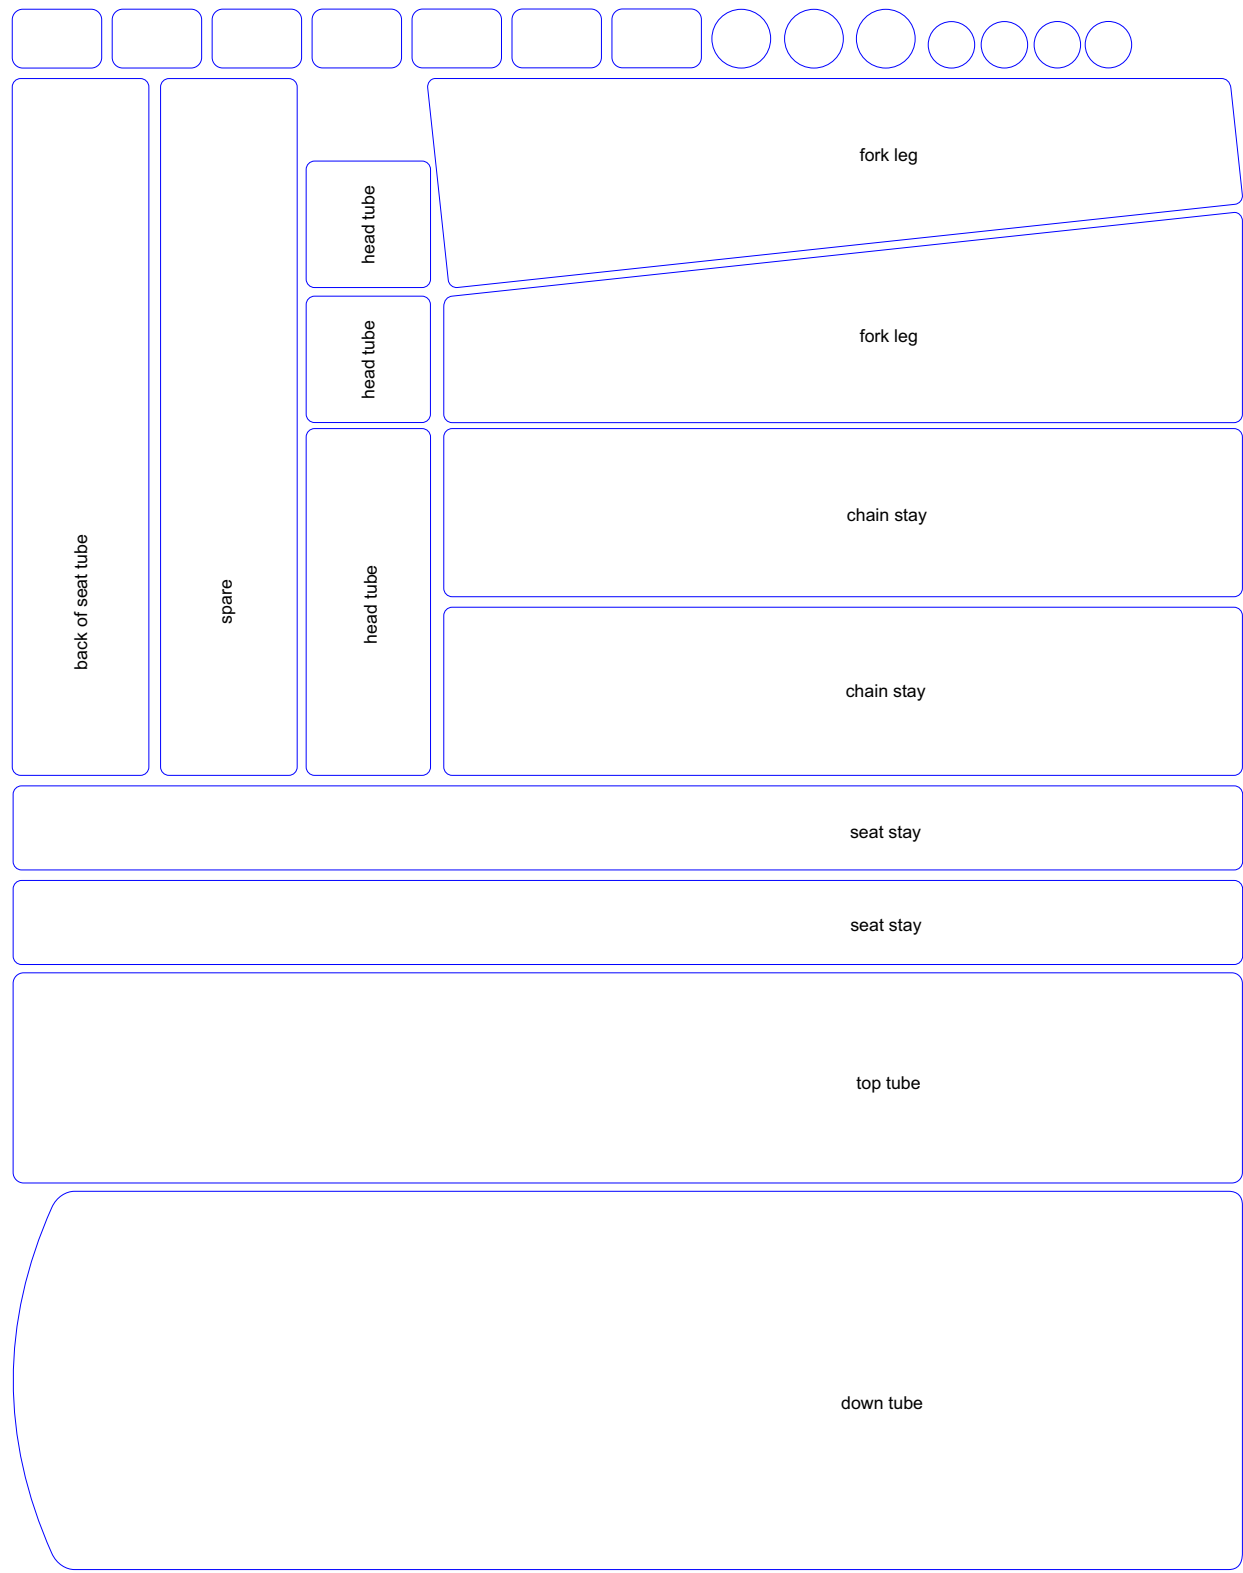 fork leg
head tube
fork leg
head tube
chain stay
back of seat tube
spare
head tube
chain stay
seat stay
seat stay
top tube
down tube